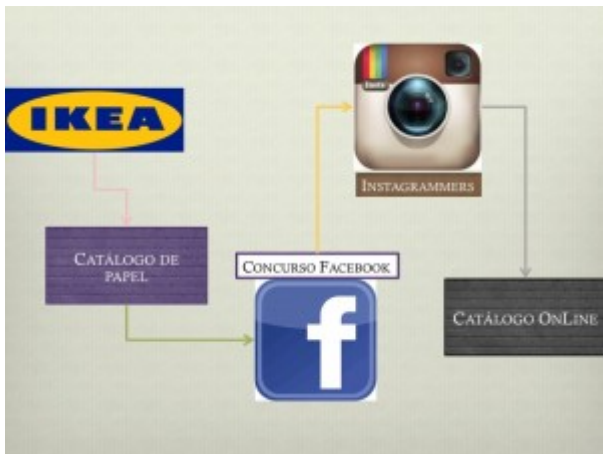 IKEA
CATÁLOGO DE
PAPEL
CONCURSO FACEBOOK
f
Insta
INSTAGRAMMERS
CATÁLOGO ONLINE